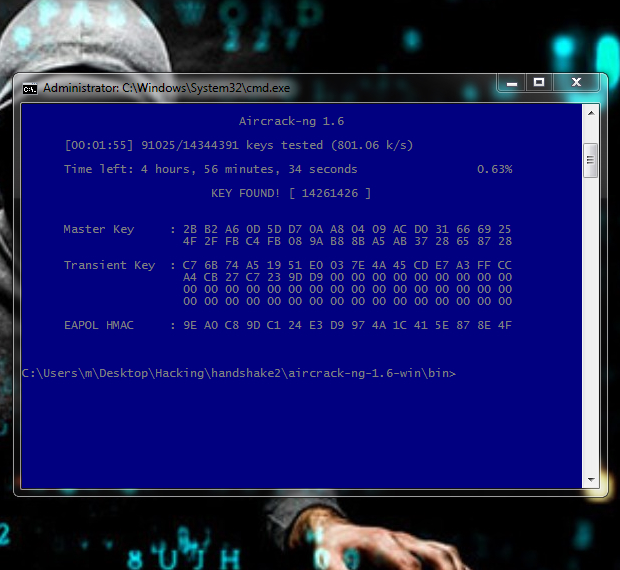 PASSWORD
227
Administrator: C:\Windows\System32\cmd.exe
Aircrack-ng 1.6
[00:01:55] 91025/14344391 keys tested (801.06 k/s)
Time left: 4 hours, 56 minutes, 34 seconds 0.63%
KEY FOUND! [ 14261426 ]
Master Key : 2B B2 A6 0D 5D D7 0A A8 04 09 AC D0 31 66 69 25
4F 2F FB C4 FB 08 9A B8 8B A5 AB 37 28 65 87 28
Transient Key : C7 6B 74 A5 19 51 E0 03 7E 4A 45 CD E7 A3 FF CC
A4 CB 27 C7 23 9D D9 00 00 00 00 00 00 00 00 00
00 00 00 00 00 00 00 00 00 00 00 00 00 00 00 00
00 00 00 00 00 00 00 00 00 00 00 00 00 00 00 00
EAPOL HMAC : 9E A0 C8 9D C1 24 E3 D9 97 4A 1C 41 5E 87 8E 4F
C:\Users\m\Desktop\Hacking\handshake2\aircrack-ng-1.6-win\bin>
2
8 U J H